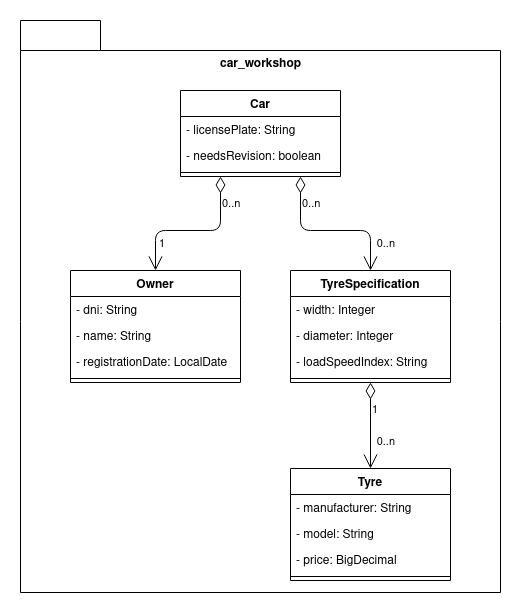 car_workshop
Car
- licensePlate: String
- needsRevision: boolean
0..n
0..n
1
0..n
Owner
- dni: String
- name: String
- registrationDate: LocalDate
TyreSpecification
- width: Integer
- diameter: Integer
- loadSpeedIndex: String
1
0..n
Tyre
- manufacturer: String
- model: String
- price: BigDecimal